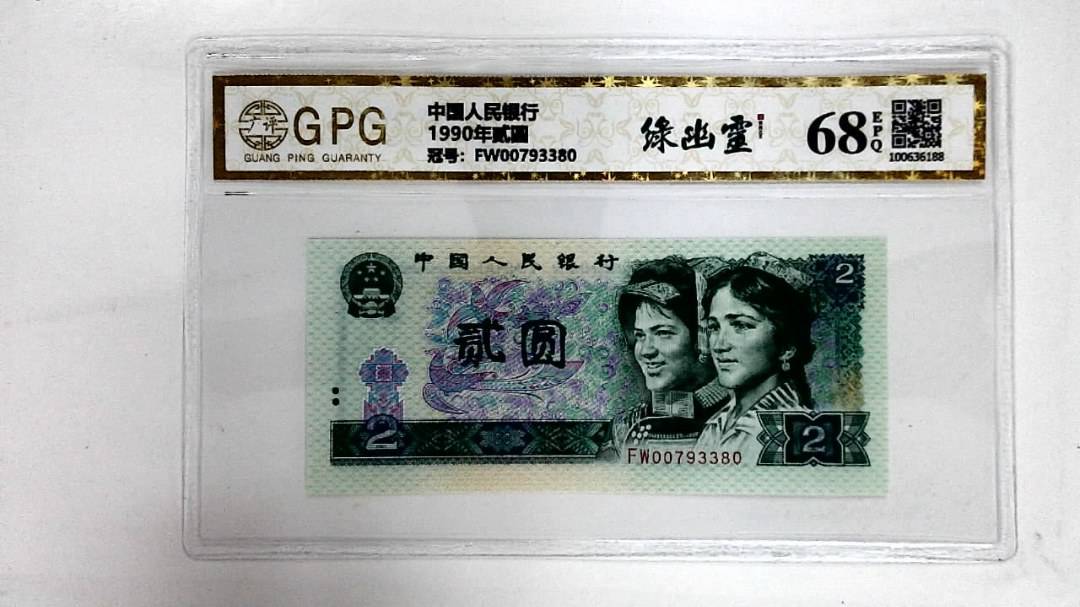 广评
GPG
GUANG PING GUARANTY
中国人民银行
1990年贰圆
冠号：FW00793380
绿幽灵
68
EPQ
100636188
中国人民银行
2
贰圆
2
2
FW00793380